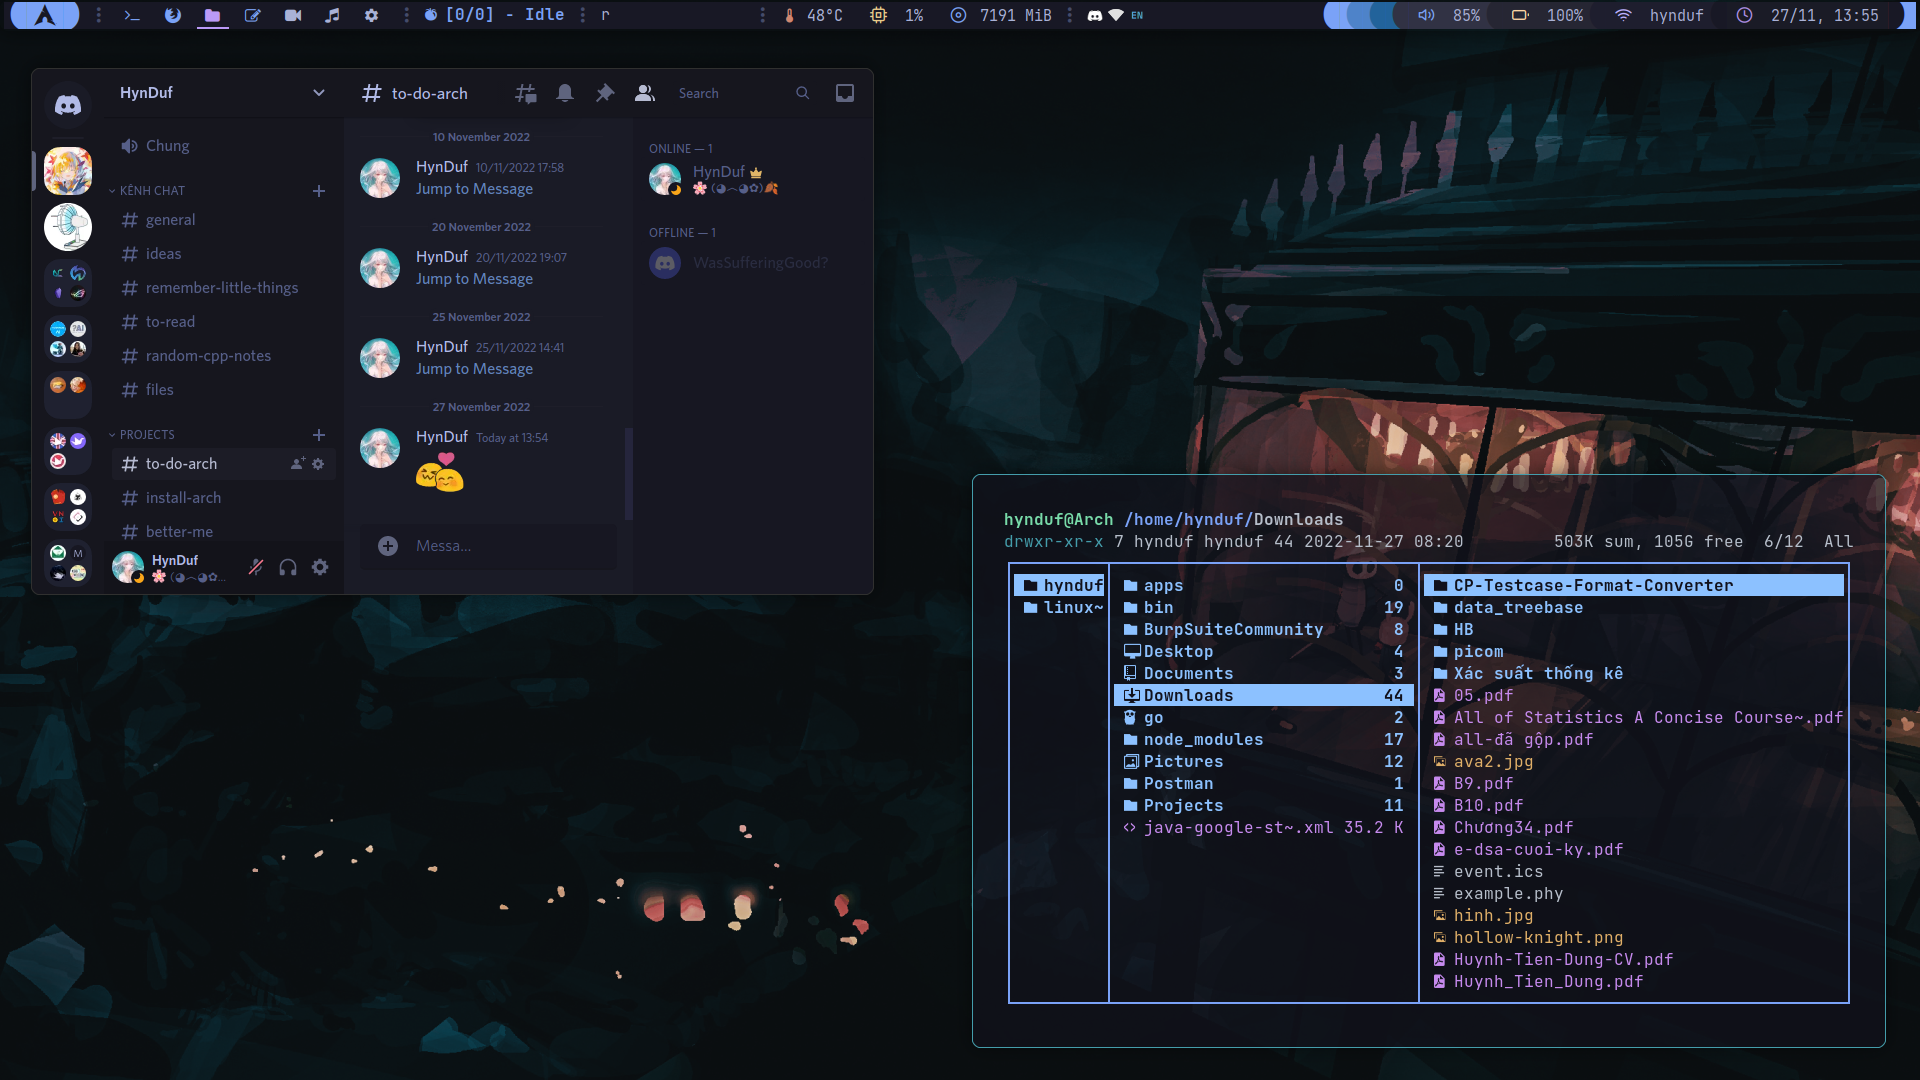 [0/0] - Idle
r
48°C
1%
7191 MiB
EN
85%
100%
hynduf
27/11, 13:55
HynDuf
Chung
KÊNH CHAT
general
ideas
remember-little-things
to-read
random-cpp-notes
files
PROJECTS
to-do-arch
install-arch
better-me
HynDuf
to-do-arch
Search
10 November 2022
HynDuf 10/11/2022 17:58
Jump to Message
20 November 2022
HynDuf 20/11/2022 19:07
Jump to Message
25 November 2022
HynDuf 25/11/2022 14:41
Jump to Message
27 November 2022
HynDuf Today at 13:54
Messa...
ONLINE — 1
HynDuf
OFFLINE — 1
WasSufferingGood?
hynduf@Arch /home/hynduf/Downloads
drwxr-xr-x 7 hynduf hynduf 44 2022-11-27 08:20 503K sum, 105G free 6/12 All
hynduf
linux~
apps 0
bin 19
BurpSuiteCommunity 8
Desktop 4
Documents 3
Downloads 44
go 2
node_modules 17
Pictures 12
Postman 1
Projects 11
java-google-st~.xml 35.2 K
CP-Testcase-Format-Converter
data_treebase
HB
picom
Xác suất thống kê
05.pdf
All of Statistics A Concise Course~.pdf
all-đã gộp.pdf
ava2.jpg
B9.pdf
B10.pdf
Chương34.pdf
e-dsa-cuoi-ky.pdf
event.ics
example.phy
hinh.jpg
hollow-knight.png
Huynh-Tien-Dung-CV.pdf
Huynh_Tien_Dung.pdf